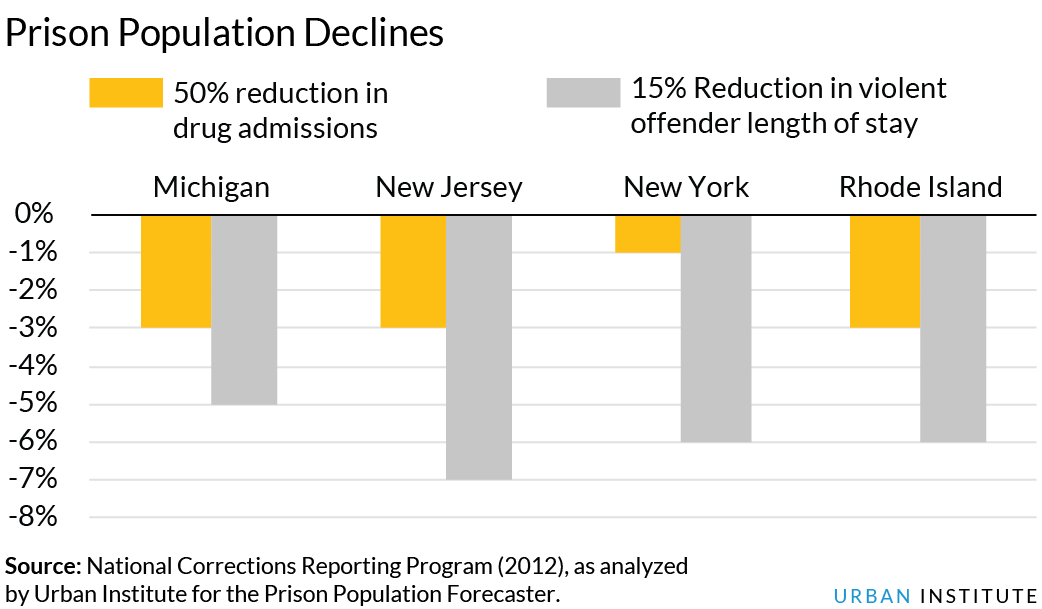 Prison Population Declines
50% reduction in
drug admissions
15% Reduction in violent
offender length of stay
Michigan
New Jersey
New York
Rhode Island
0%
-1%
-2%
-3%
-4%
-5%
-6%
-7%
-8%
Source: National Corrections Reporting Program (2012), as analyzed
by Urban Institute for the Prison Population Forecaster.
URBAN INSTITUTE